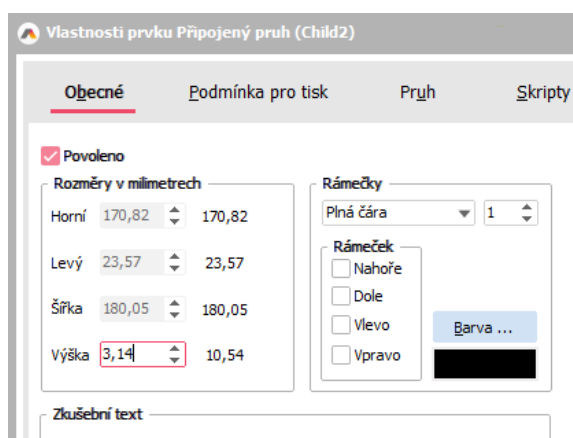 Vlastnosti prvku Připojený pruh (Child2)
Obecné Podmínka pro tisk Pruh Skripty
Povoleno
Rozměry v milimetrech Rámečky
Horní 170,82 170,82 Plná čára 1
Rámeček
Levý 23,57 23,57 Nahoře
Dole
Šířka 180,05 180,05 Vlevo Barva ...
Výška 3,14 10,54 Vpravo
Zkušební text